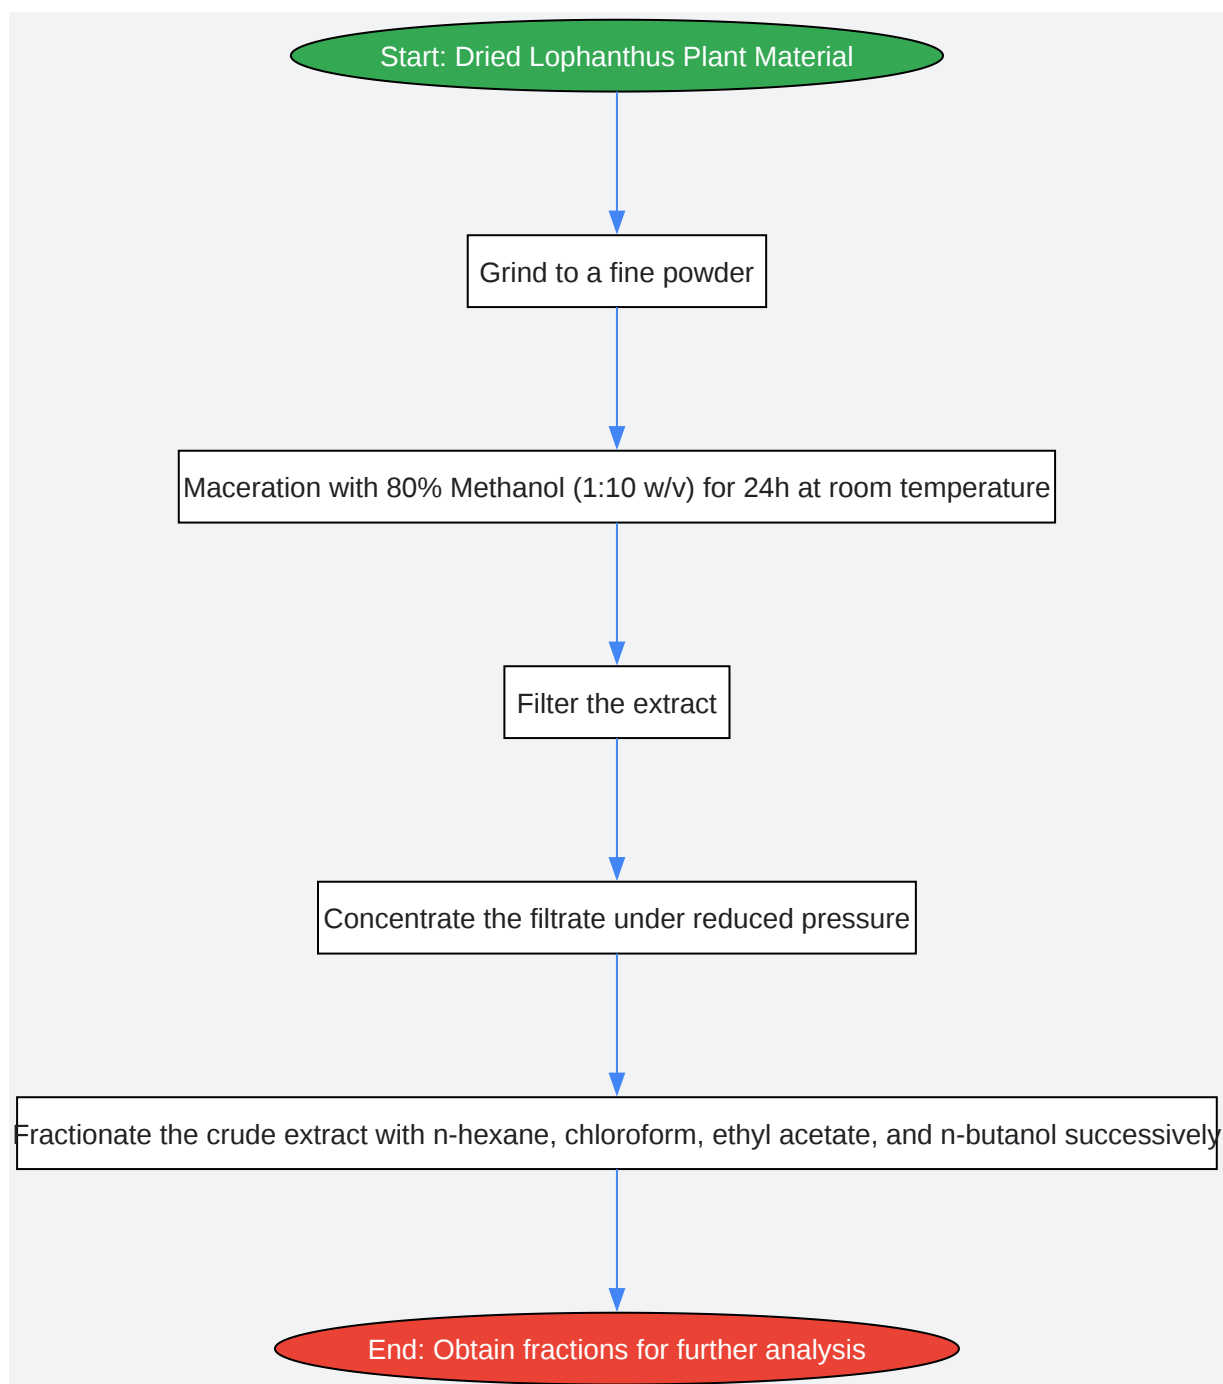 Start: Dried Lophanthus Plant Material
Grind to a fine powder
Maceration with 80% Methanol (1:10 w/v) for 24h at room temperature
Filter the extract
Concentrate the filtrate under reduced pressure
Fractionate the crude extract with n-hexane, chloroform, ethyl acetate, and n-butanol successively
End: Obtain fractions for further analysis